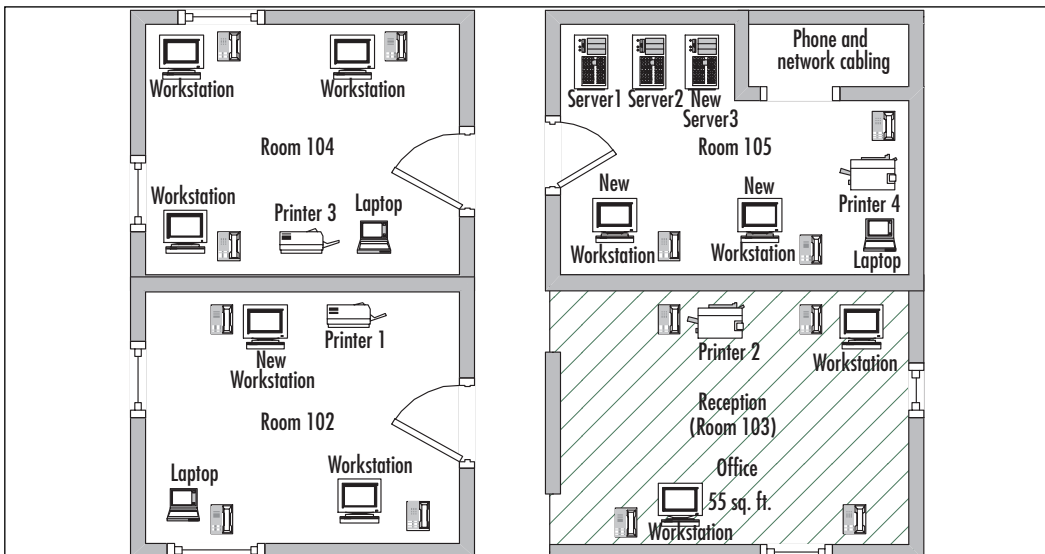 Workstation
Workstation
Room 104
Workstation
Printer 3
Laptop
Phone and
network cabling
Server1
Server2
New
Server3
Room 105
New
Workstation
New
Workstation
Printer 4
Laptop
New
Workstation
Printer 1
Room 102
Laptop
Workstation
Printer 2
Workstation
Reception
(Room 103)
Office
55 sq. ft.
Workstation